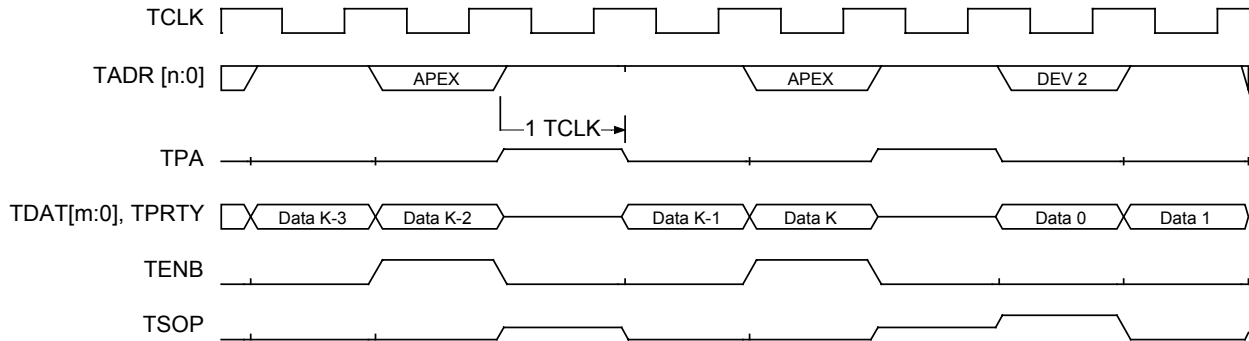 TCLK
TADR [n:0] APEX APEX DEV 2
1 TCLK
TPA
TDAT[m:0], TPRTY Data K-3 Data K-2 Data K-1 Data K Data 0 Data 1
TENB
TSOP